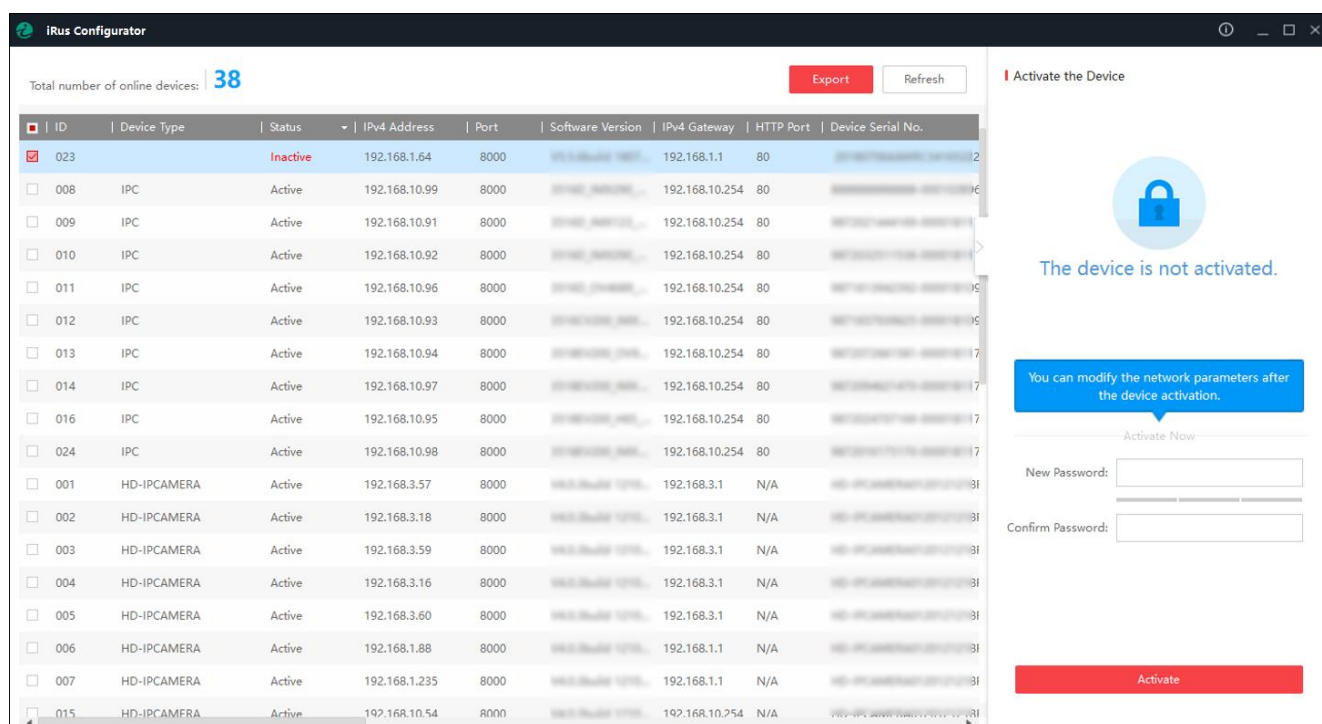 iRus Configurator
Total number of online devices: 38
Export Refresh
ID Device Type Status IPv4 Address Port Software Version IPv4 Gateway HTTP Port Device Serial No.
023 Inactive 192.168.1.64 8000 192.168.1.1 80
008 IPC Active 192.168.10.99 8000 192.168.10.254 80
009 IPC Active 192.168.10.91 8000 192.168.10.254 80
010 IPC Active 192.168.10.92 8000 192.168.10.254 80
011 IPC Active 192.168.10.96 8000 192.168.10.254 80
012 IPC Active 192.168.10.93 8000 192.168.10.254 80
013 IPC Active 192.168.10.94 8000 192.168.10.254 80
014 IPC Active 192.168.10.97 8000 192.168.10.254 80
016 IPC Active 192.168.10.95 8000 192.168.10.254 80
024 IPC Active 192.168.10.98 8000 192.168.10.254 80
001 HD-IPCAMERA Active 192.168.3.57 8000 192.168.3.1 N/A
002 HD-IPCAMERA Active 192.168.3.18 8000 192.168.3.1 N/A
003 HD-IPCAMERA Active 192.168.3.59 8000 192.168.3.1 N/A
004 HD-IPCAMERA Active 192.168.3.16 8000 192.168.3.1 N/A
005 HD-IPCAMERA Active 192.168.3.60 8000 192.168.3.1 N/A
006 HD-IPCAMERA Active 192.168.1.88 8000 192.168.1.1 N/A
007 HD-IPCAMERA Active 192.168.1.235 8000 192.168.1.1 N/A
015 HD-IPCAMERA Active 192.168.10.54 8000 192.168.10.254 N/A
Activate the Device
The device is not activated.
You can modify the network parameters after
the device activation.
Activate Now
New Password:
Confirm Password:
Activate